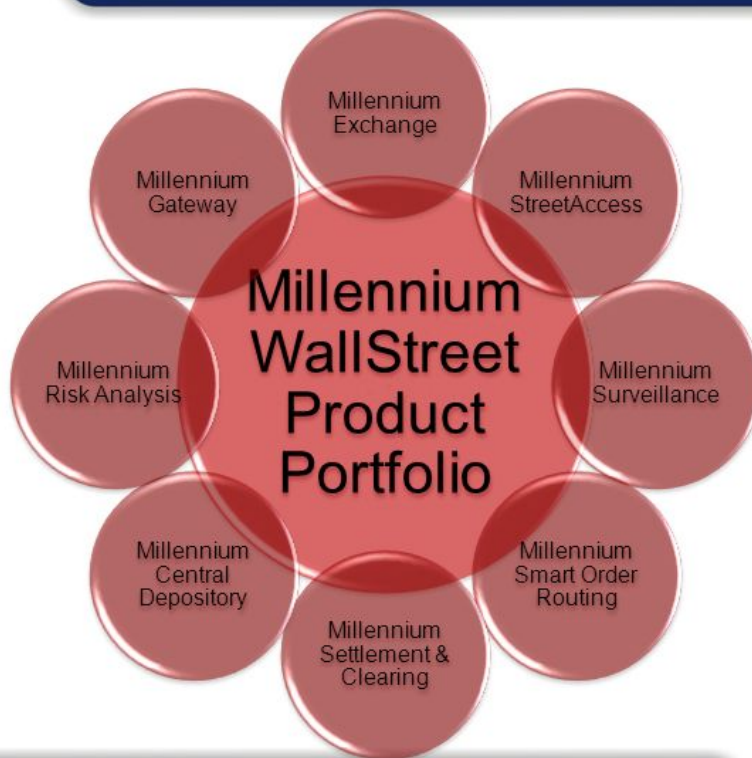 Millennium
Exchange
Millennium
StreetAccess
Millennium
Surveillance
Millennium
Smart Order
Routing
Millennium
Settlement &
Clearing
Millennium
Central
Depository
Millennium
Risk Analysis
Millennium
Gateway
Millennium
WallStreet
Product
Portfolio